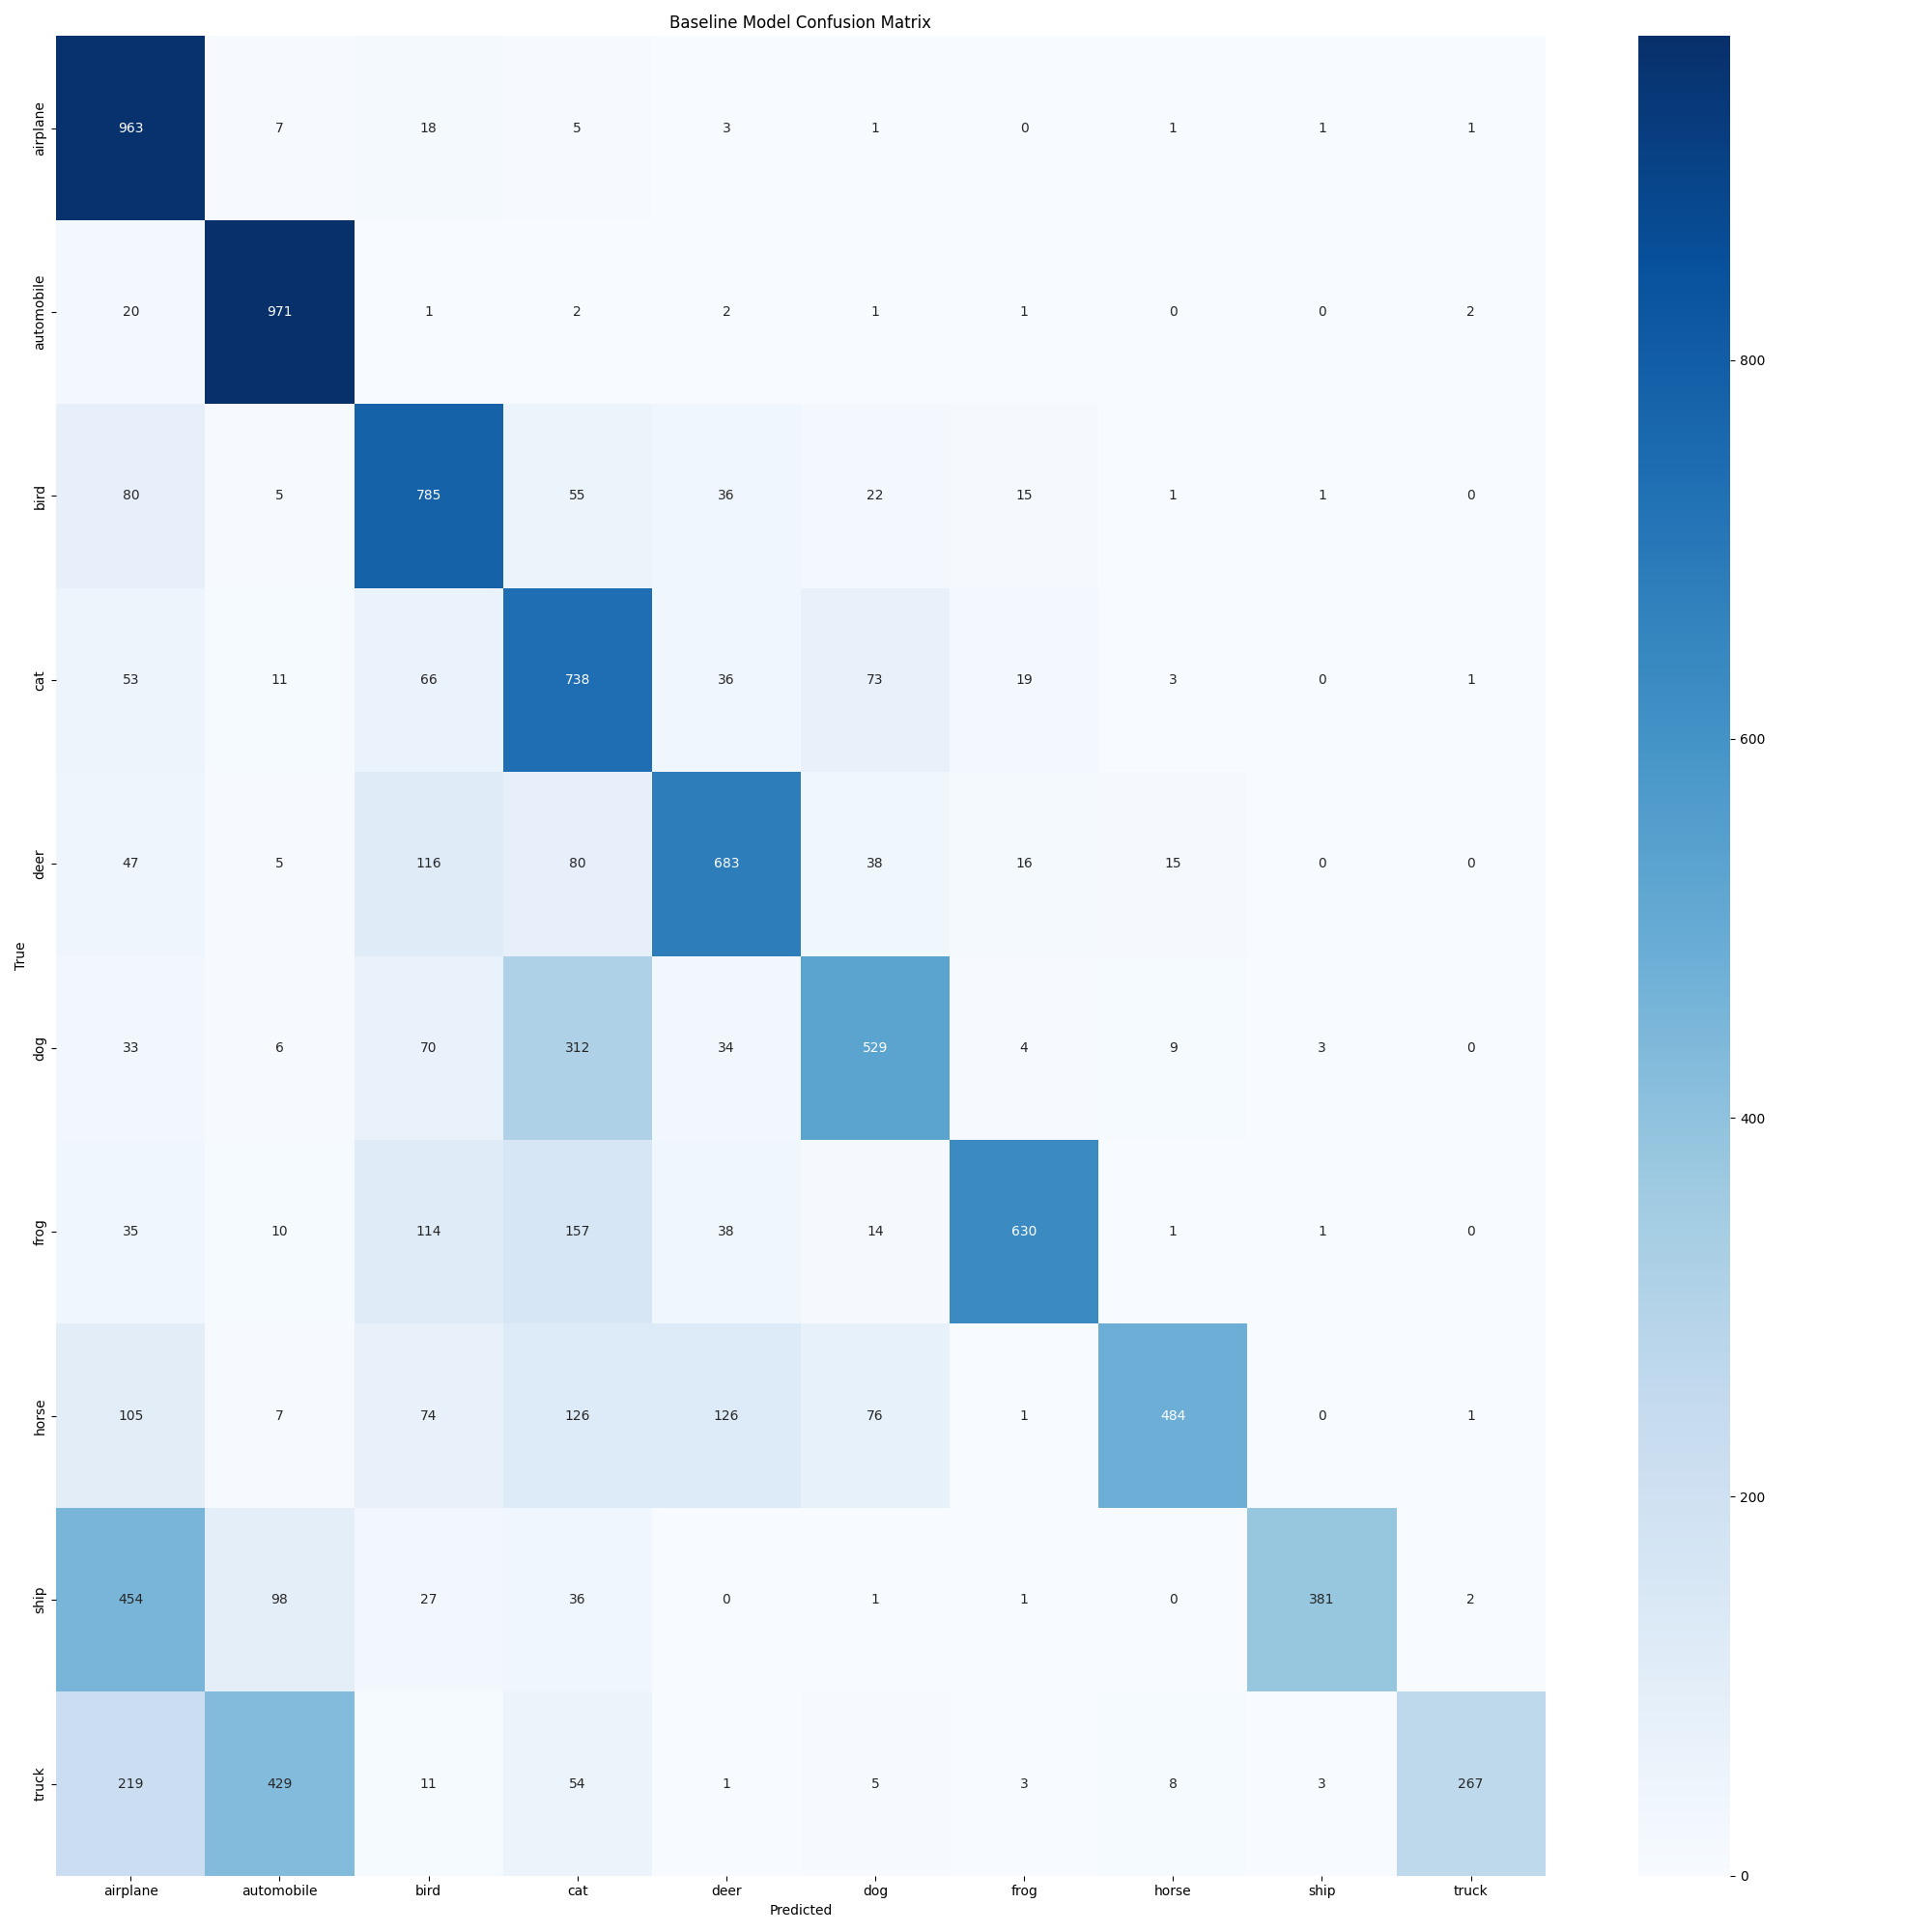 Baseline Model Confusion Matrix
airplane 963 7 18 5 3 1 0 1 1 1
automobile 20 971 1 2 2 1 1 0 0 2
800
bird 80 5 785 55 36 22 15 1 1 0
cat 53 11 66 738 36 73 19 3 0 1
600
deer 47 5 116 80 683 38 16 15 0 0
True
dog 33 6 70 312 34 529 4 9 3 0
400
frog 35 10 114 157 38 14 630 1 1 0
horse 105 7 74 126 126 76 1 484 0 1
200
ship 454 98 27 36 0 1 1 0 381 2
truck 219 429 11 54 1 5 3 8 3 267
0
airplane automobile bird cat deer dog frog horse ship truck
Predicted